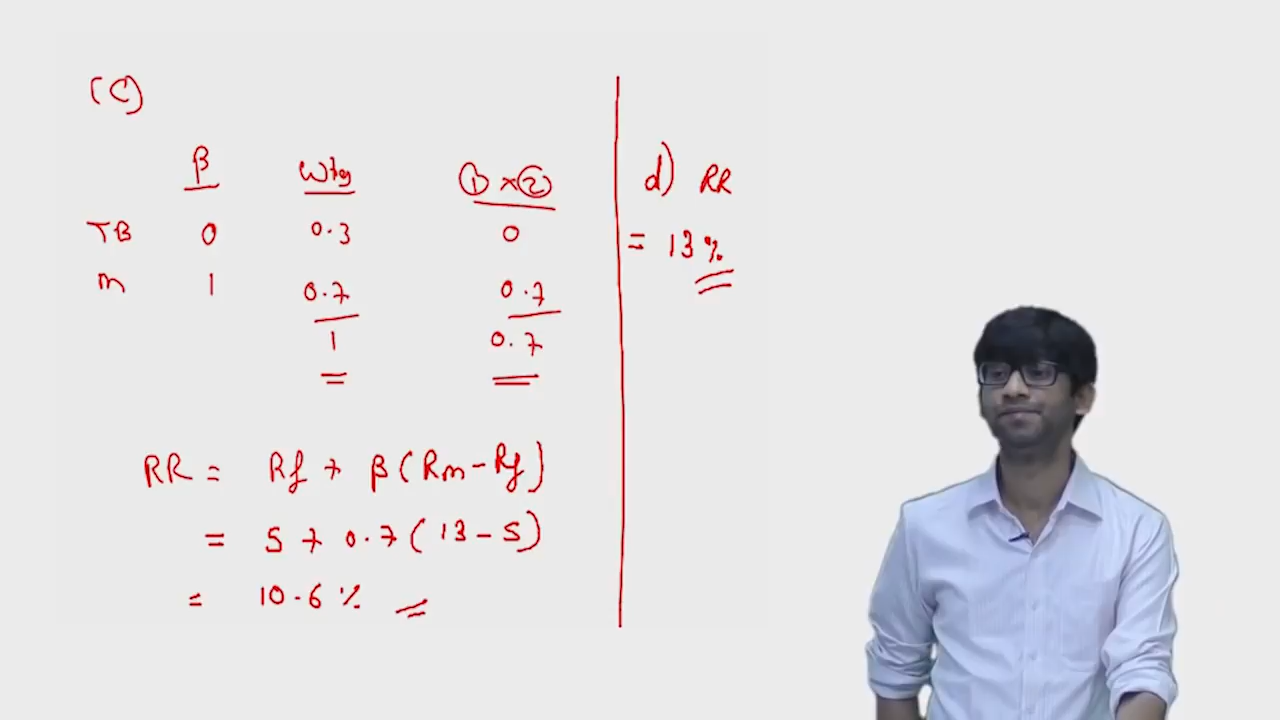 (C)
β Wtg ① × ②
TB 0 0.3 0
m 1 0.7 0.7
1 0.7
RR = Rf + β (Rm - Rf)
= 5 + 0.7 (13 - 5)
= 10.6 %
d) RR
= 13 %